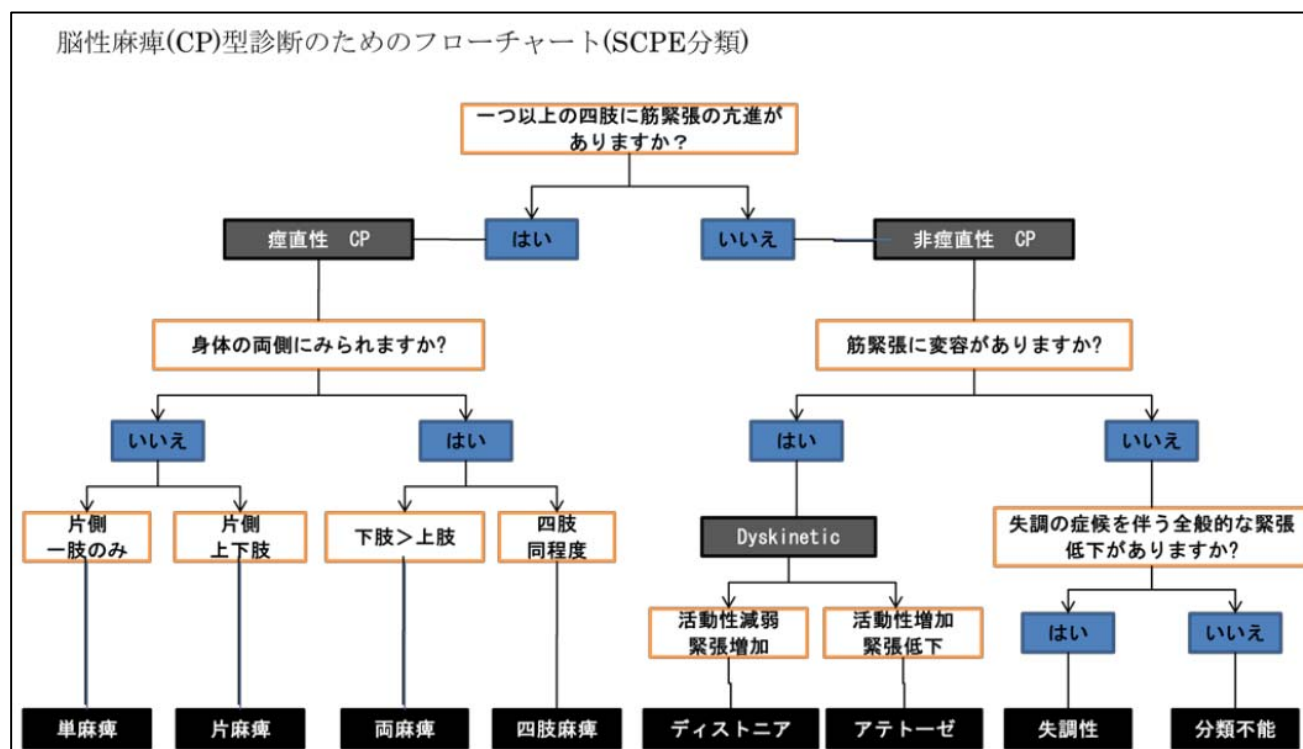 脳性麻痺(CP)型診断のためのフローチャート(SCPE分類)
一つ以上の四肢に筋緊張の亢進が
ありますか？
痙直性　CP
はい
いいえ
非痙直性　CP
身体の両側にみられますか?
筋緊張に変容がありますか?
いいえ
はい
はい
いいえ
片側
一肢のみ
片側
上下肢
下肢＞上肢
四肢
同程度
Dyskinetic
失調の症候を伴う全般的な緊張
低下がありますか?
活動性減弱
緊張増加
活動性増加
緊張低下
はい
いいえ
単麻痺
片麻痺
両麻痺
四肢麻痺
ディストニア
アテトーゼ
失調性
分類不能